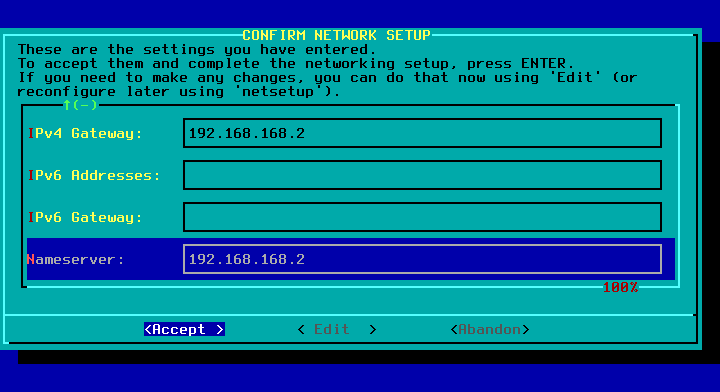 CONFIRM NETWORK SETUP
These are the settings you have entered.
To accept them and complete the networking setup, press ENTER.
If you need to make any changes, you can do that now using 'Edit' (or
reconfigure later using 'netsetup').
↑(-)
IPv4 Gateway: 192.168.168.2
IPv6 Addresses:
IPv6 Gateway:
Nameserver: 192.168.168.2
100%
<Accept > < Edit > <Abandon>